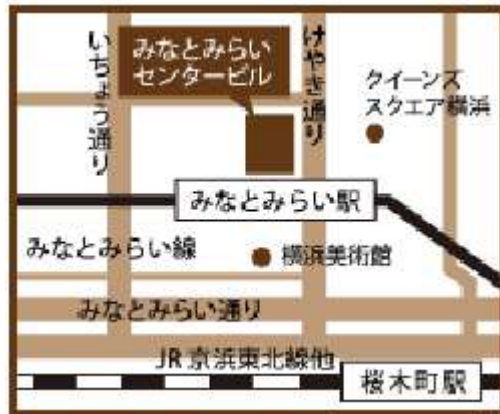 いちょう通り
みなとみらい
センタービル
けやき通り
クイーンズ
スクエア横浜
みなとみらい駅
みなとみらい線
横浜美術館
みなとみらい通り
JR京浜東北線他
桜木町駅